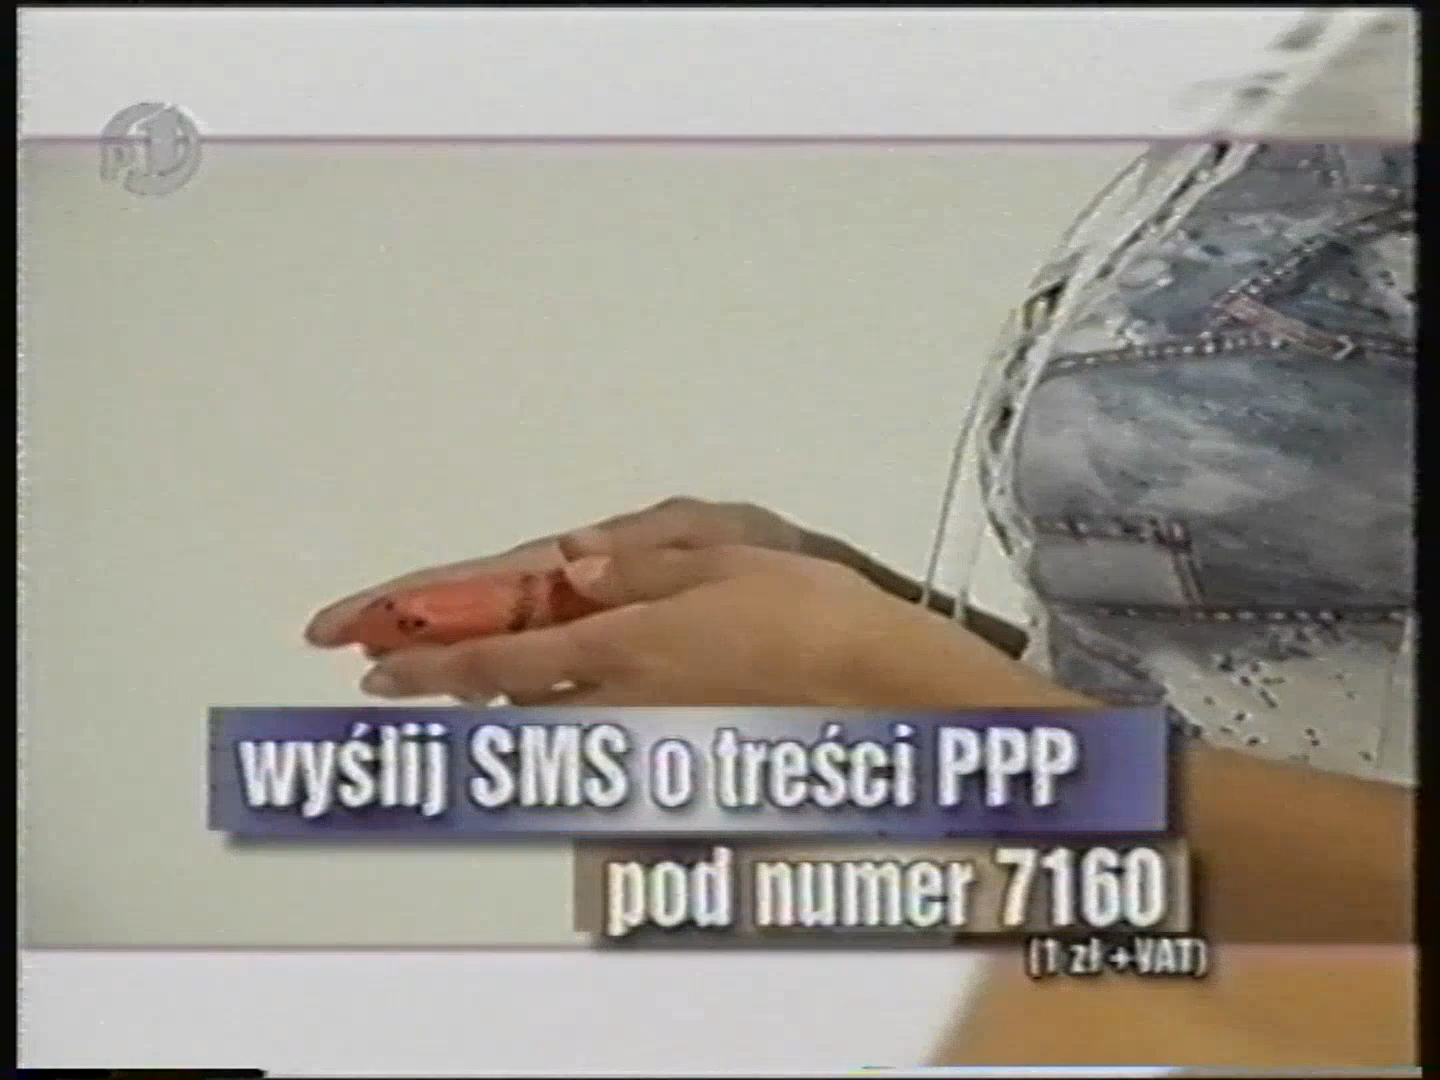 wyślij SMS o treści PPP
pod numer 7160
(1 zł +VAT)